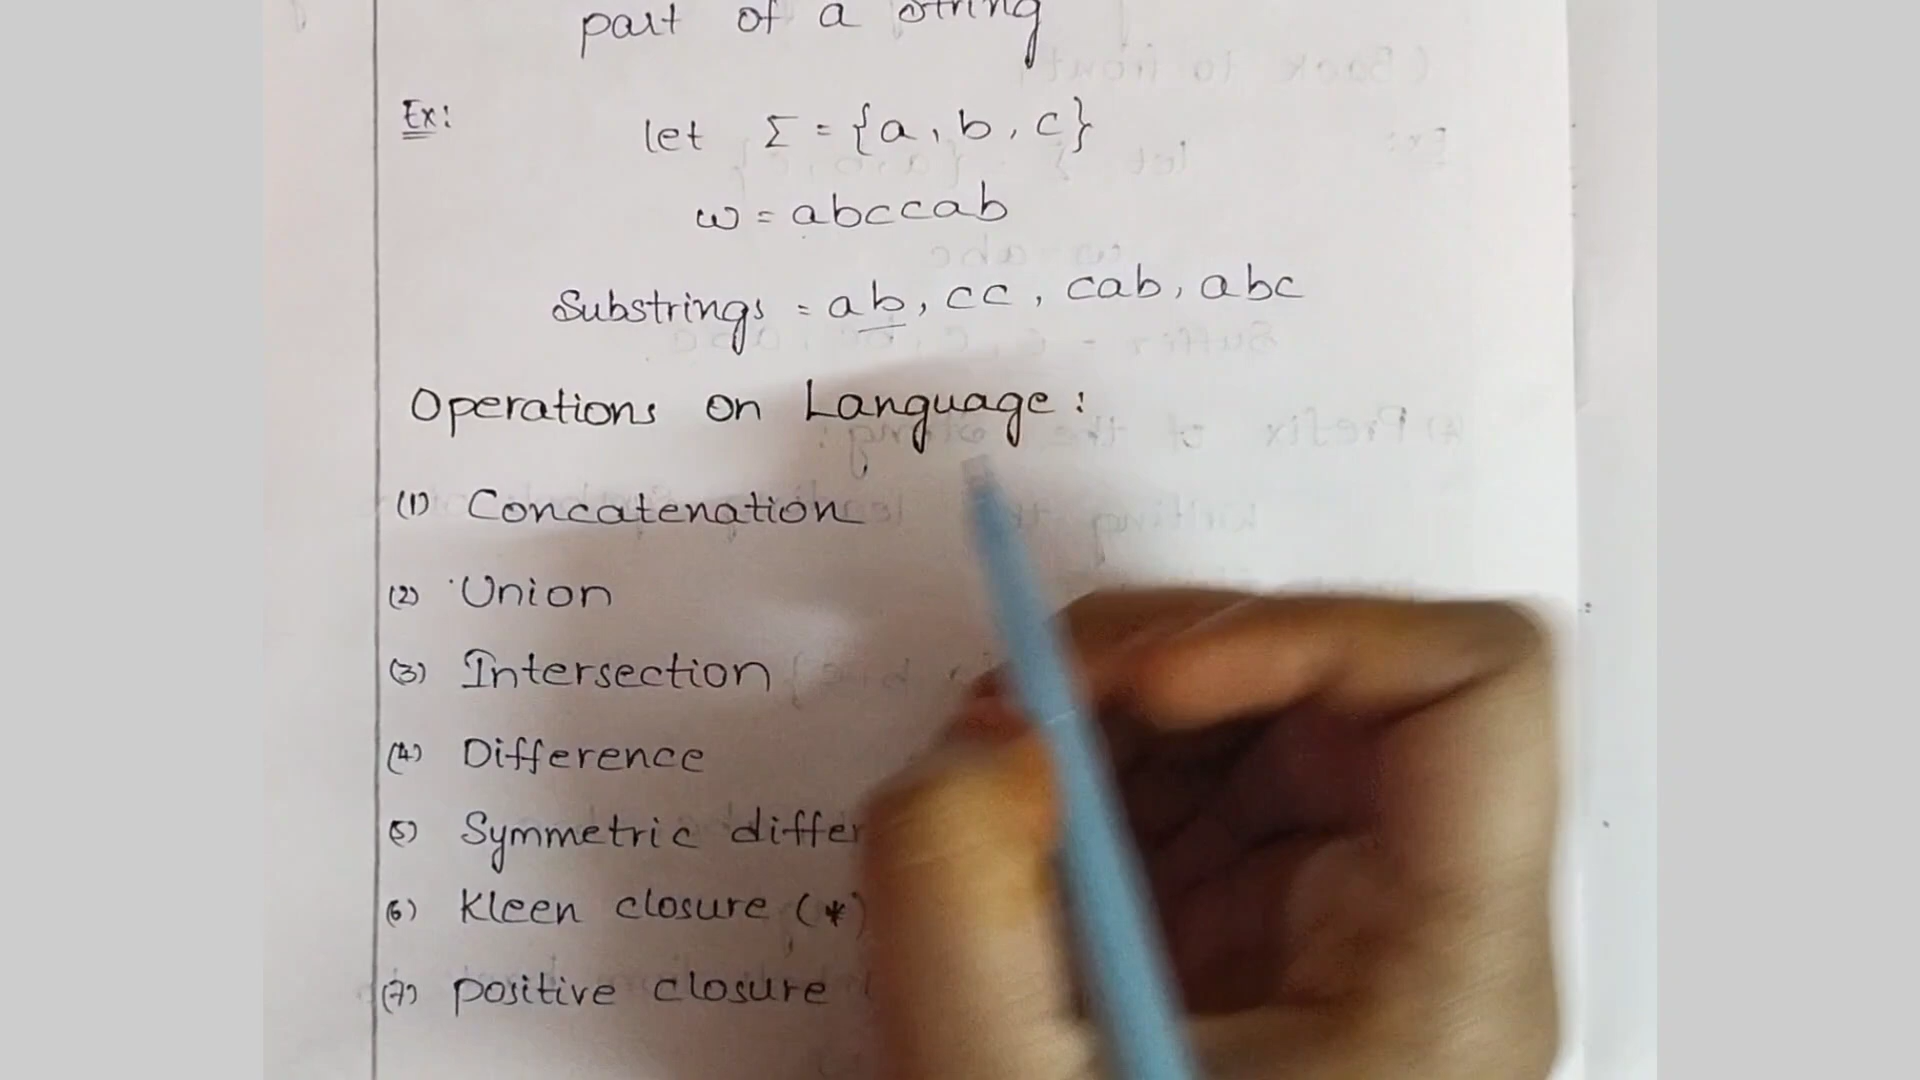 part of a string
Ex:
let Σ = {a, b, c}
w = abccab
Substrings = ab, cc, cab, abc
Operations on Language:
(1) Concatenation
(2) Union
(3) Intersection
(4) Difference
(5) Symmetric differ
(6) Kleen closure (*)
(7) positive closure